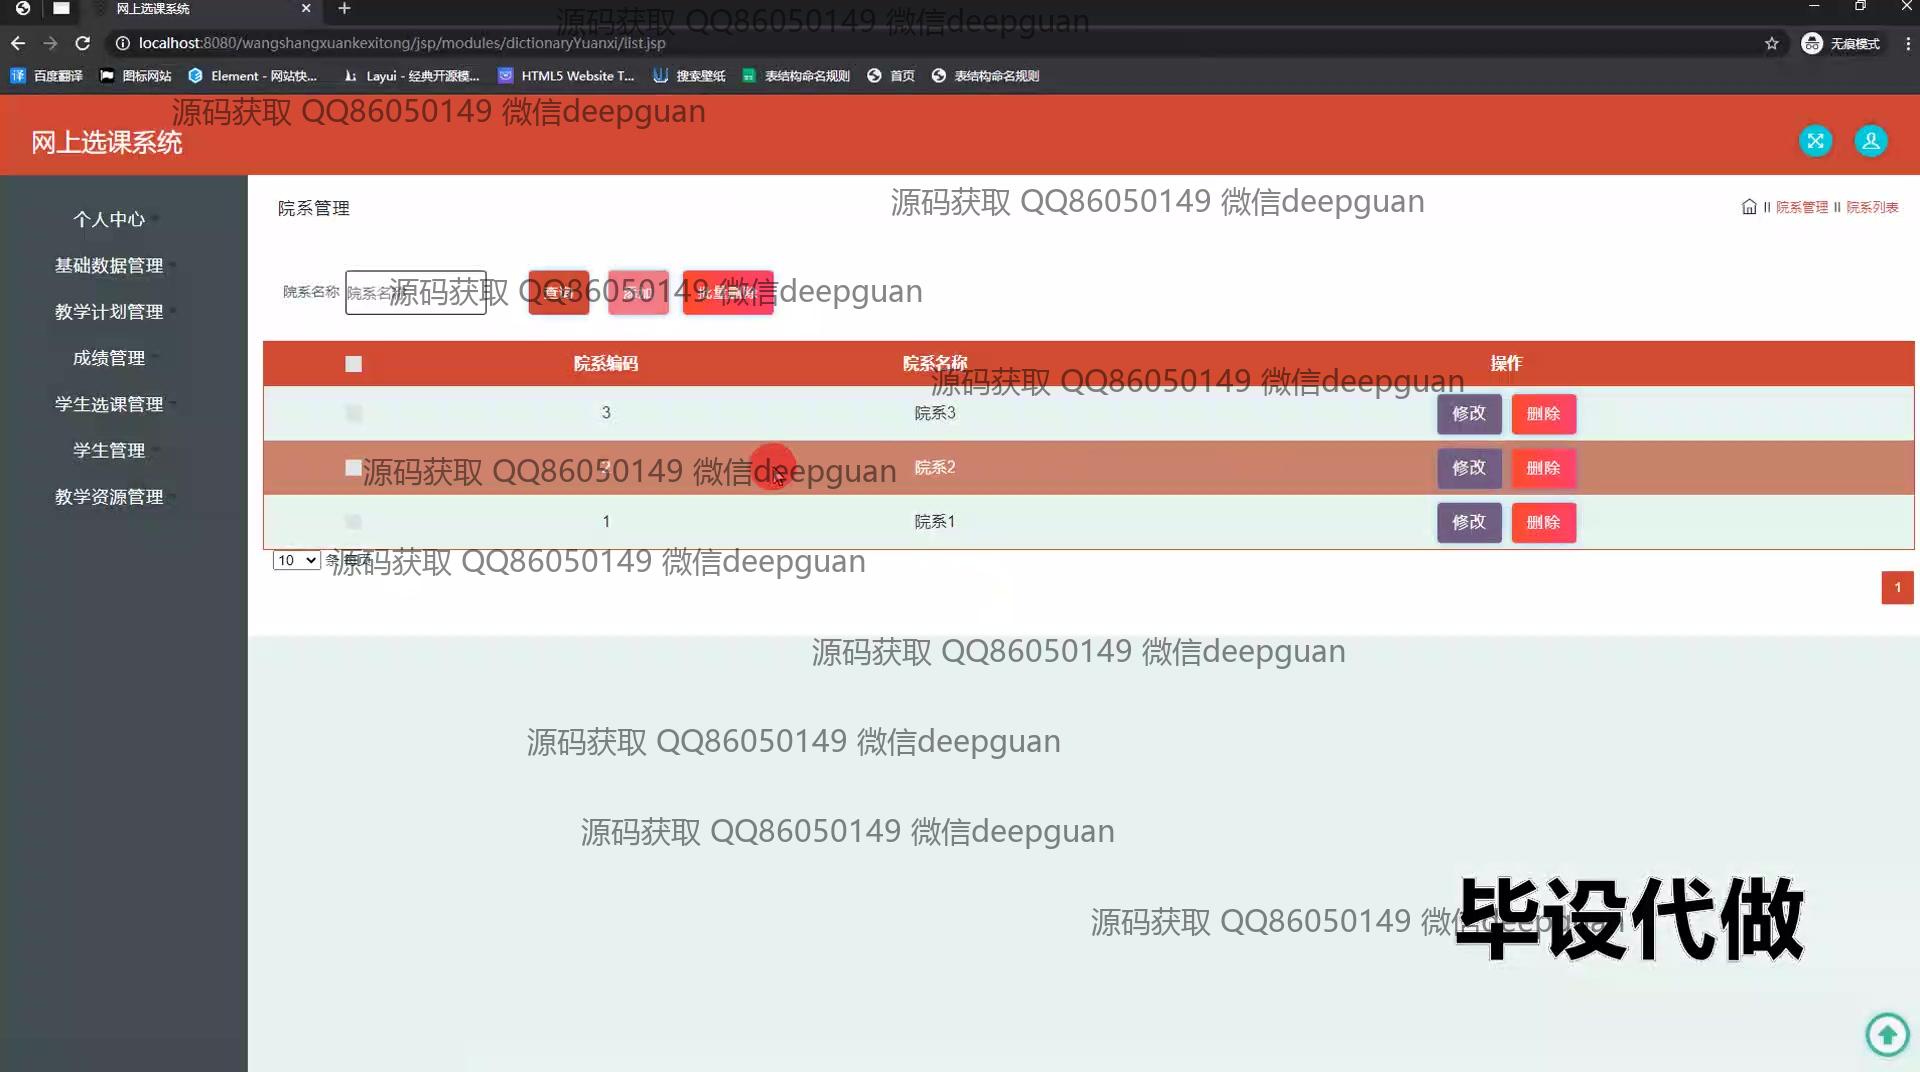 网上选课系统
源码获取 QQ86050149 微信deepguan
localhost:8080/wangshangxuankexitong/jsp/modules/dictionaryYuanxi/list.jsp
无痕模式
百度翻译
图标网站
Element - 网站快...
Layui - 经典开源模...
HTML5 Website T...
搜索壁纸
表结构命名规则
首页
表结构命名规则
源码获取 QQ86050149 微信deepguan
网上选课系统
个人中心
基础数据管理
教学计划管理
成绩管理
学生选课管理
学生管理
教学资源管理
院系管理
源码获取 QQ86050149 微信deepguan
院系管理 II 院系列表
院系名称
院系名称
查询
添加
批量删除
源码获取 QQ86050149 微信deepguan
院系编码 院系名称 操作
源码获取 QQ86050149 微信deepguan
3 院系3 修改 删除
2 院系2 修改 删除
源码获取 QQ86050149 微信deepguan
1 院系1 修改 删除
10 条 每页
源码获取 QQ86050149 微信deepguan
1
源码获取 QQ86050149 微信deepguan
源码获取 QQ86050149 微信deepguan
源码获取 QQ86050149 微信deepguan
源码获取 QQ86050149 微信deepguan
毕设代做